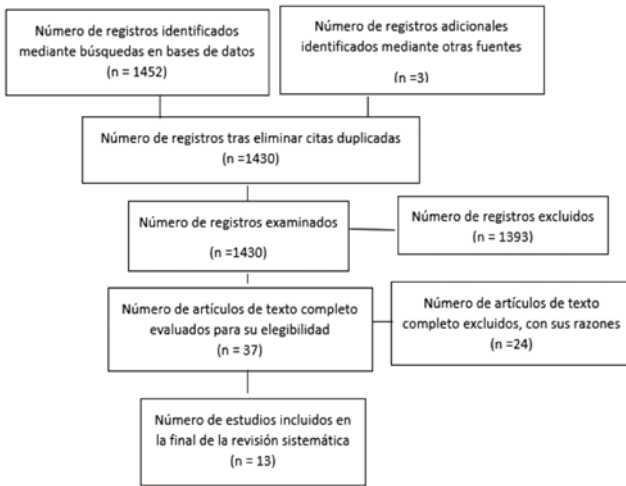 Número de registros identificados
mediante búsquedas en bases de datos
(n = 1452)
Número de registros adicionales
identificados mediante otras fuentes
(n =3)
Número de registros tras eliminar citas duplicadas
(n =1430)
Número de registros examinados
(n =1430)
Número de registros excluidos
(n = 1393)
Número de artículos de texto completo
evaluados para su elegibilidad
(n = 37)
Número de artículos de texto
completo excluidos, con sus razones
(n =24)
Número de estudios incluidos en
la final de la revisión sistemática
(n = 13)